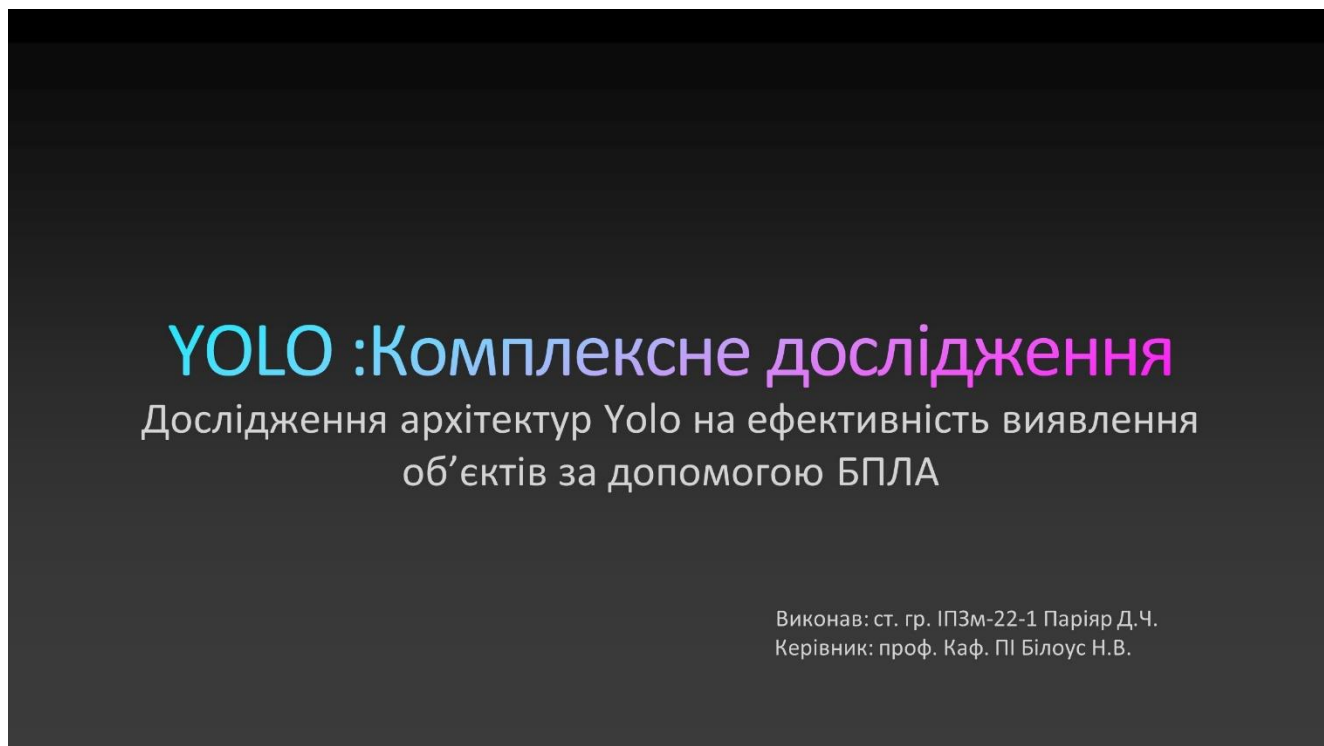 YOLO :Комплексне дослідження
Дослідження архітектур Yolo на ефективність виявлення
об’єктів за допомогою БПЛА
Виконав: ст. гр. ІПЗм-22-1 Паріяр Д.Ч.
Керівник: проф. Каф. ПІ Білоус Н.В.